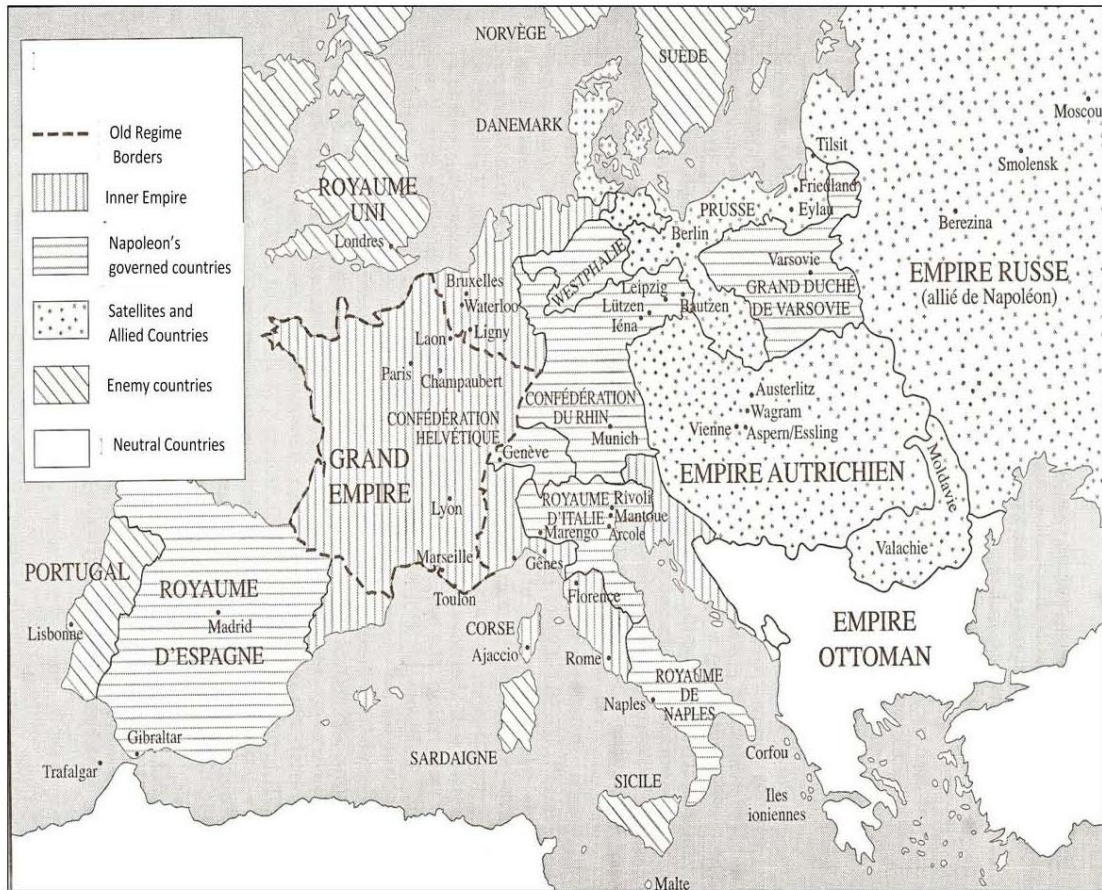 Old Regime
Borders
Inner Empire
Napoleon's
governed countries
Satellites and
Allied Countries
Enemy countries
Neutral Countries
NORVÈGE
SUÈDE
DANEMARK
ROYAUME
UNI
Londres
Moscou
Smolensk
Berezina
EMPIRE RUSSE
(allié de Napoléon)
Tilsit
Friedland
Eylau
PRUSSE
Berlin
Varsovie
GRAND DUCHÉ
DE VARSOVIE
WESTPHALIE
Leipzig
Lützen
Bautzen
Iéna
Bruxelles
Waterloo
Ligny
Laon
Paris
Champaubert
CONFÉDÉRATION
HELVÉTIQUE
Genève
CONFÉDÉRATION
DU RHIN
Munich
GRAND
EMPIRE
Lyon
Marseille
Toulon
Austerlitz
Wagram
Vienne
Aspern/Essling
EMPIRE AUTRICHIEN
Moldavie
Valachie
ROYAUME
D'ITALIE
Rivoli
Mantoue
Arcole
Marengo
Gênes
Florence
CORSE
Ajaccio
Rome
Naples
ROYAUME
DE
NAPLES
EMPIRE
OTTOMAN
PORTUGAL
Lisbonne
ROYAUME
D'ESPAGNE
Madrid
Gibraltar
Trafalgar
SARDAIGNE
SICILE
Corfou
Iles
ioniennes
Malte